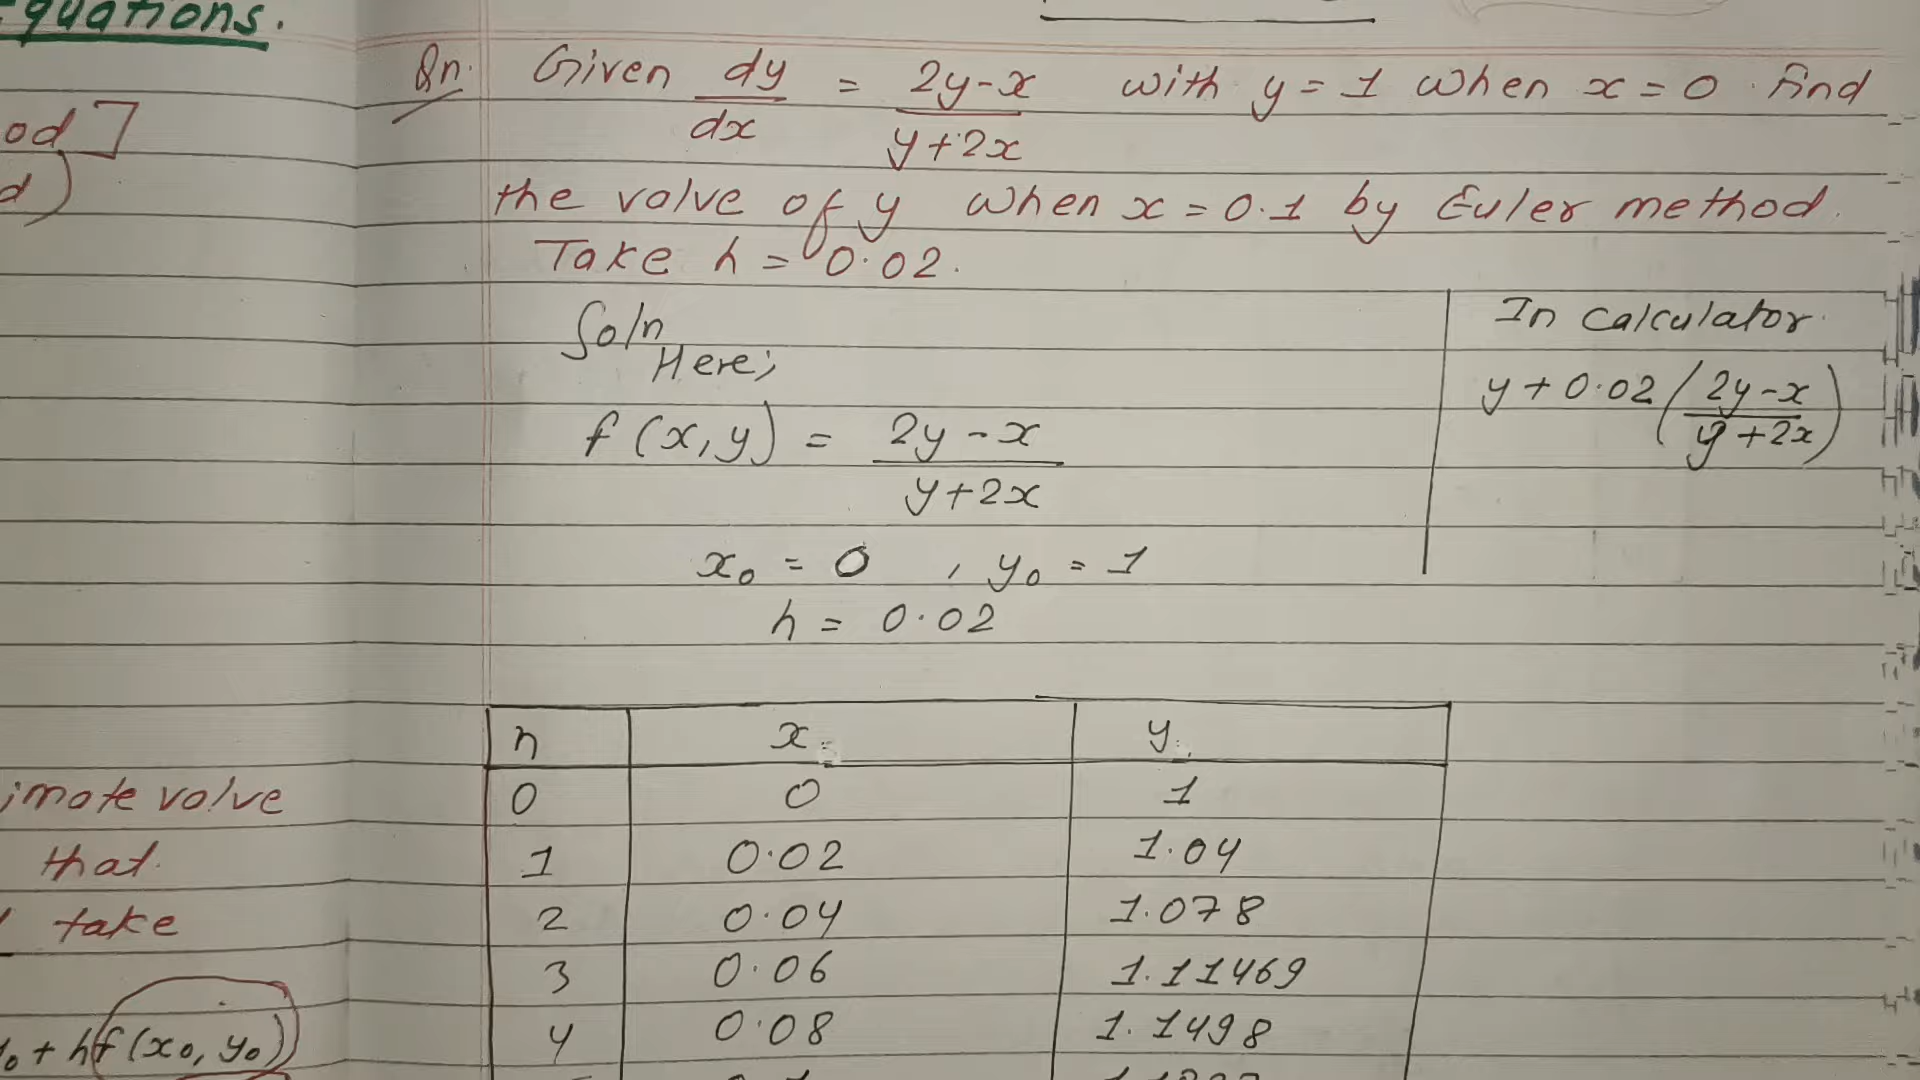 Equations.
Qn. Given dy/dx = (2y-x)/(y+2x) with y = 1 when x = 0. Find
od]
d)
the valve of y when x = 0.1 by Euler method.
Take h = 0.02.
Soln
Here;
In calculator
y + 0.02 ((2y-x)/(y+2x))
f(x,y) = (2y-x)/(y+2x)
x₀ = 0 , y₀ = 1
h = 0.02
n x y
0 0 1
imate valve
1 0.02 1.04
that
2 0.04 1.078
take
3 0.06 1.11469
4 0.08 1.1498
y₀ + hf(x₀, y₀)